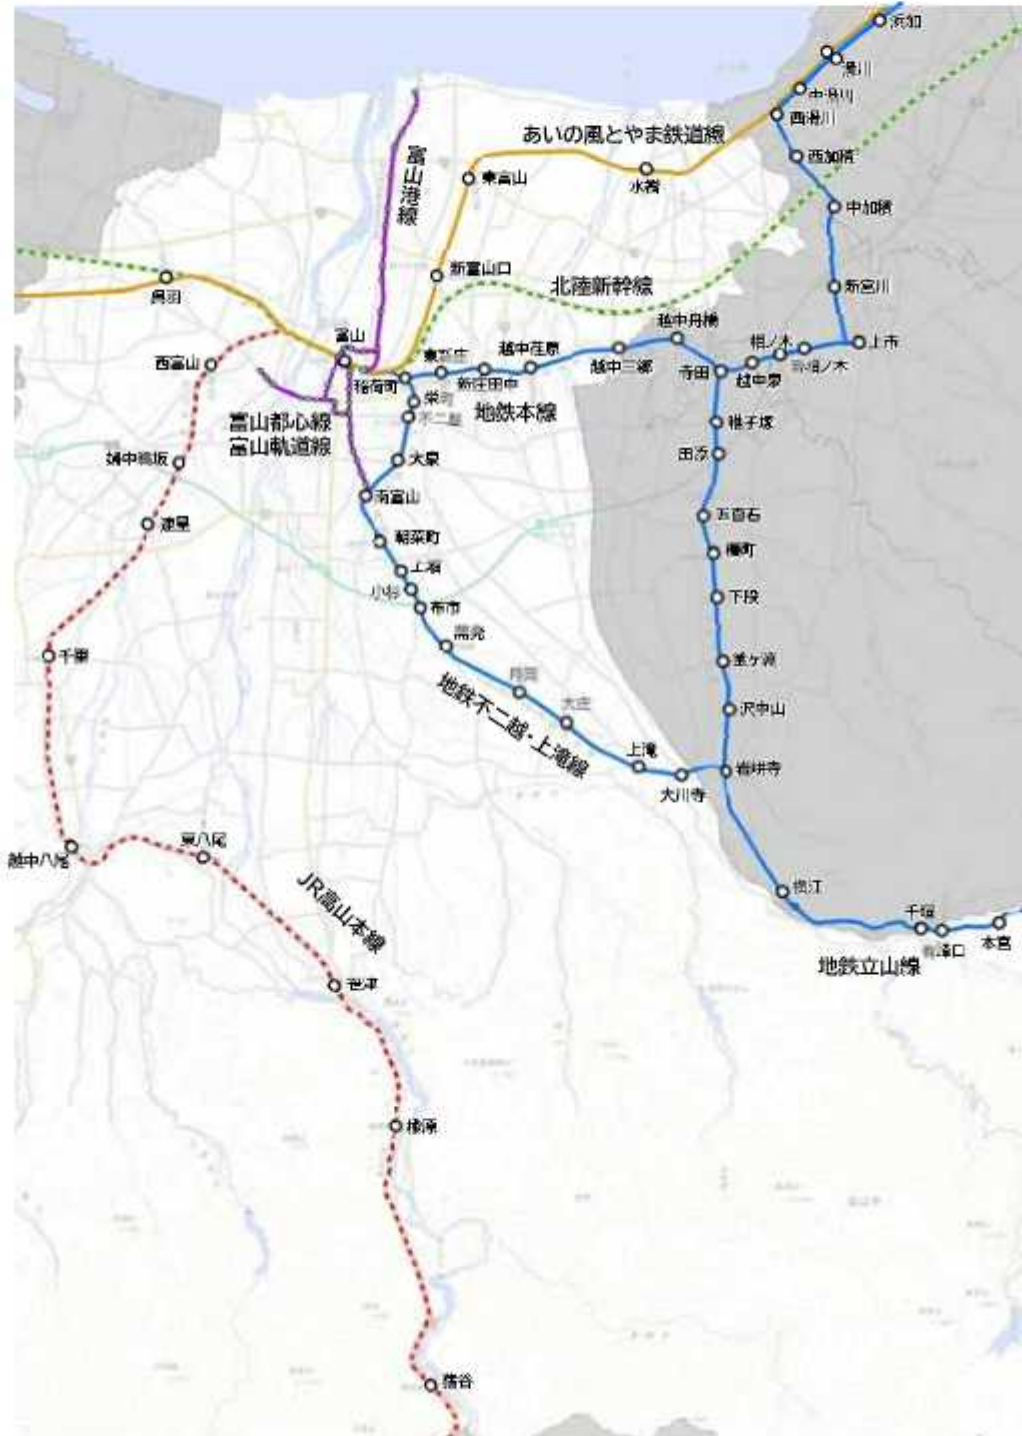 浜加
滑川
中滑川
西滑川
あいの風とやま鉄道線
西加積
富山港線
東富山
水橋
中加積
新富山口
北陸新幹線
新宮川
呉羽
越中舟橋
富山
相ノ木
上市
西富山
東新庄
越中荏原
越中三郷
寺田
越中泉
新相ノ木
稲荷町
新庄田中
栄町
地鉄本線
富山都心線
不二越
稚子塚
富山軌道線
田添
大泉
婦中鵜坂
南富山
速星
五百石
朝菜町
榎町
上堀
小杉
下段
布市
開発
千里
釜ヶ渕
月岡
地鉄不二越・上滝線
沢中山
大庄
上滝
岩峅寺
大川寺
東八尾
越中八尾
JR高山本線
横江
千垣
有峰口
本宮
地鉄立山線
笹津
楡原
猪谷